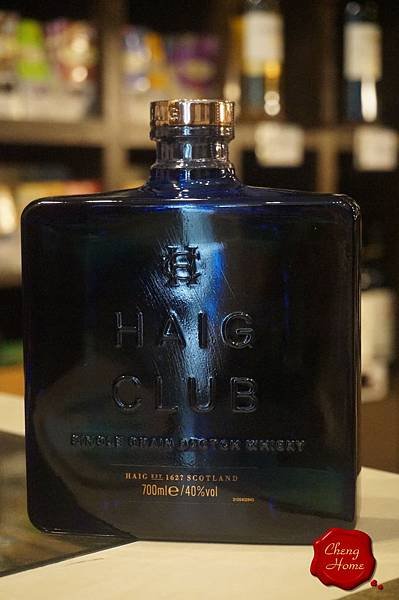 HC
HAIG
CLUB
SINGLE GRAIN SCOTCH WHISKY
HAIG EST. 1627 SCOTLAND
700ml℮/40%vol
Cheng
Home